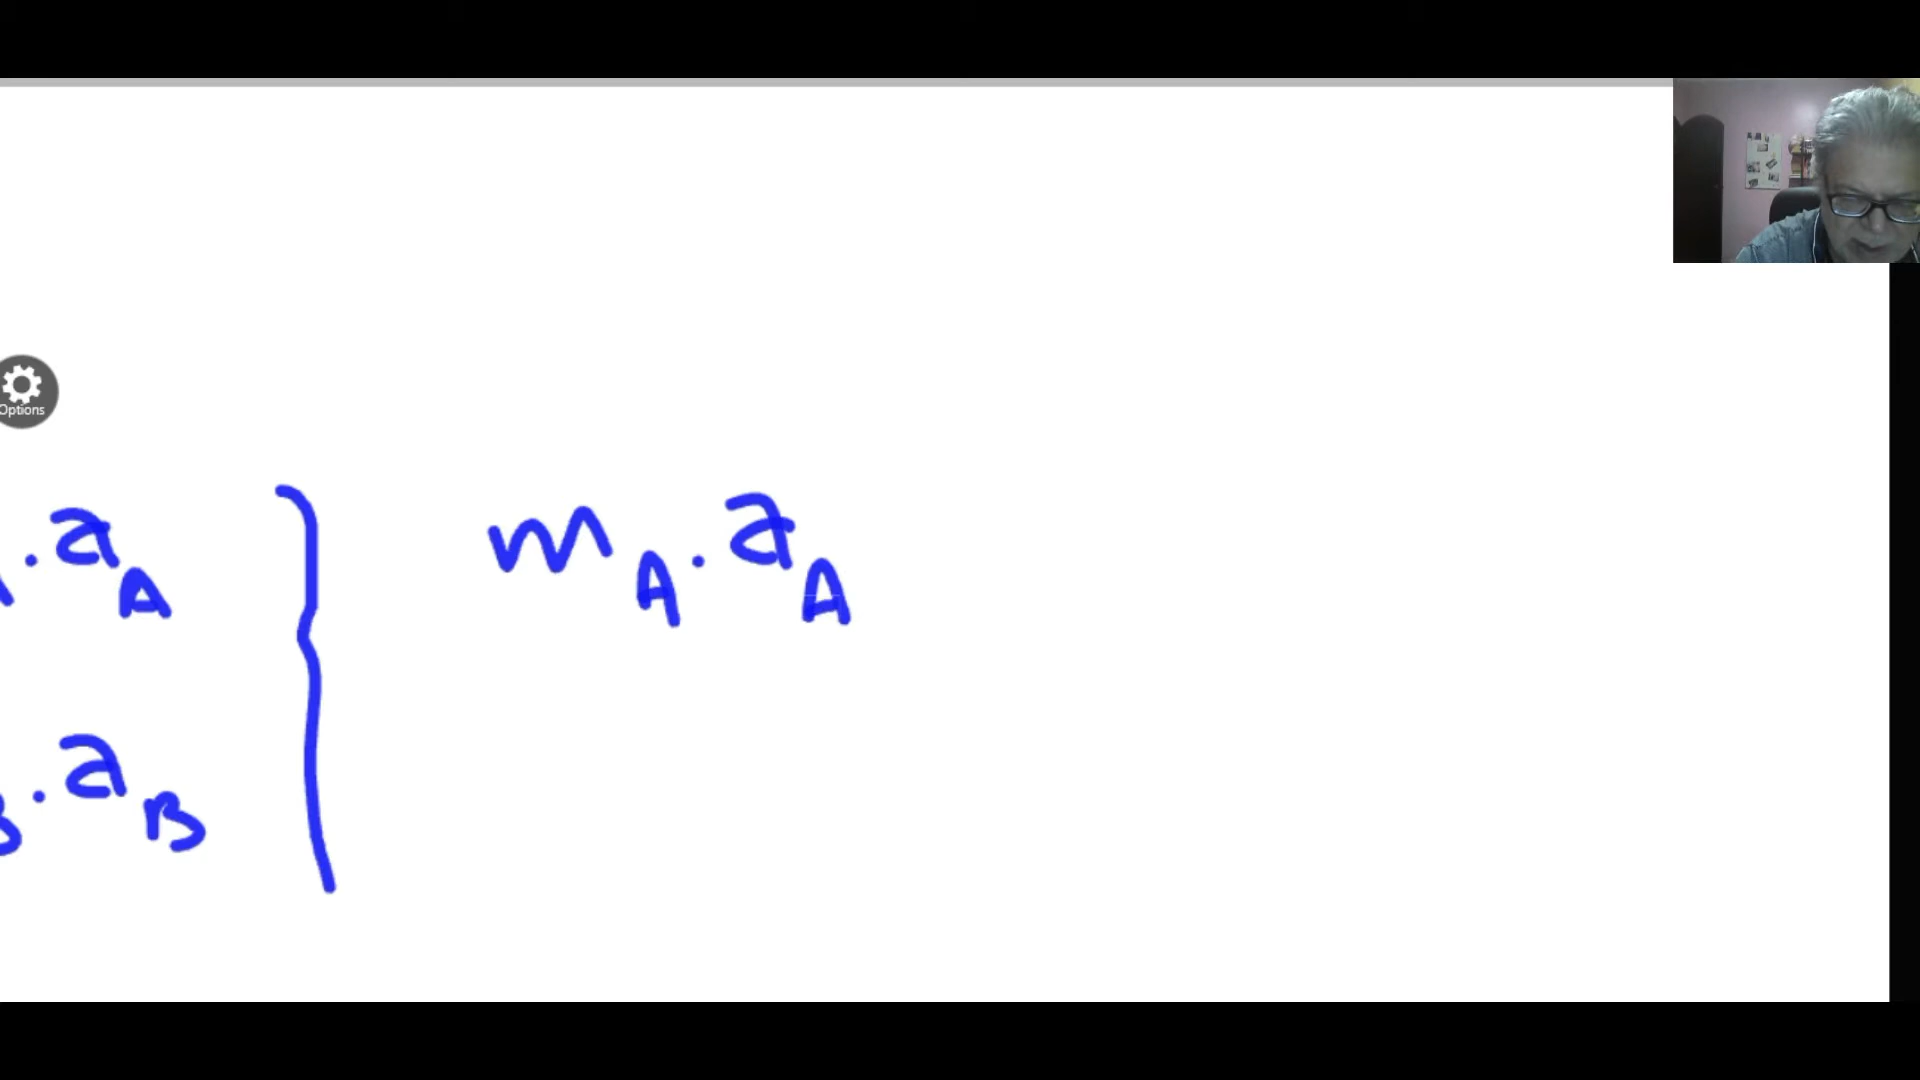 Options
. a_A } m_A . a_A
. a_B